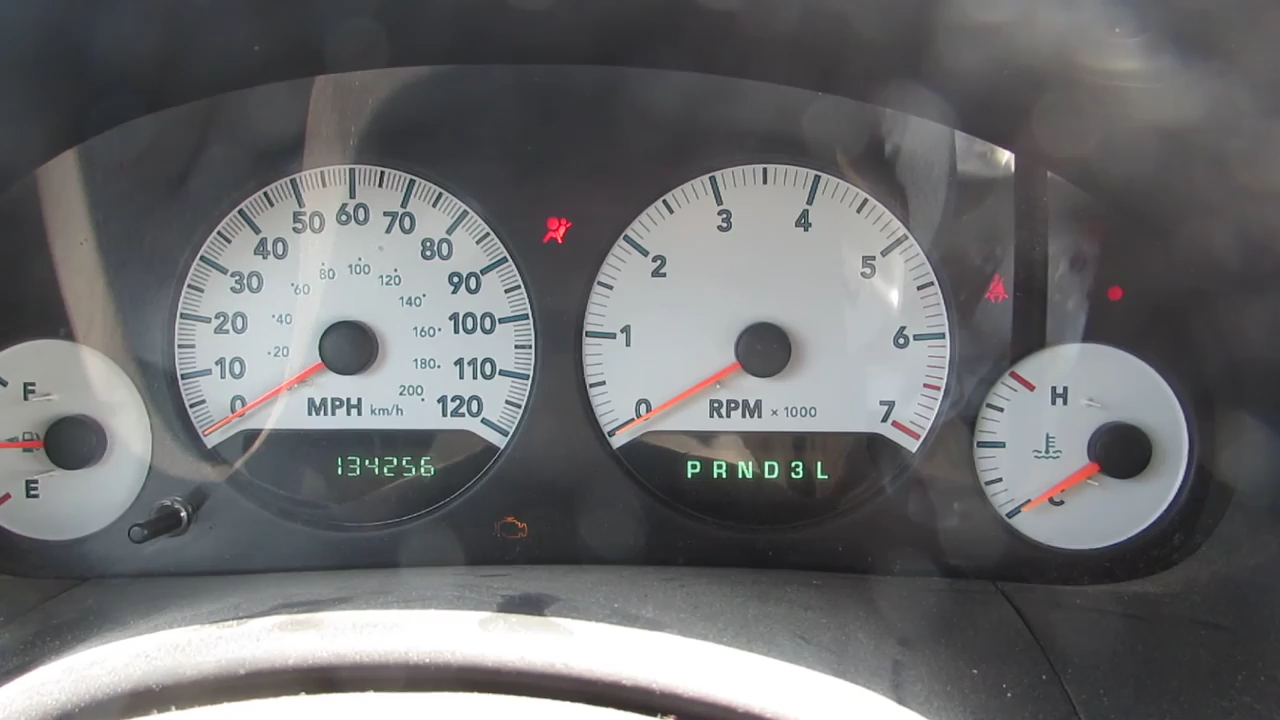 F
E
0 10 20 30 40 50 60 70 80 90 100 110 120
20 40 60 80 100 120 140 160 180 200
MPH km/h
134256
0 1 2 3 4 5 6 7
RPM × 1000
P R N D 3 L
H
C